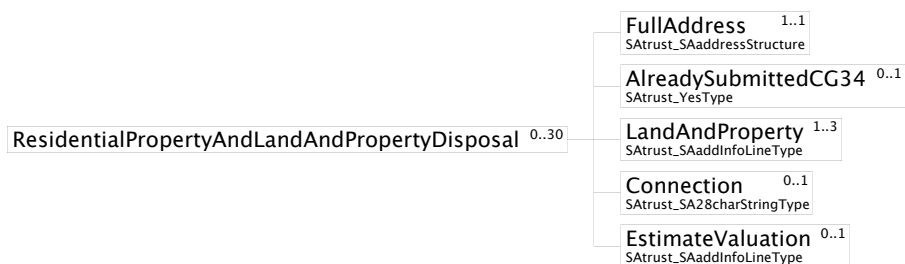 FullAddress 1..1
SAtrust_SAaddressStructure
AlreadySubmittedCG34 0..1
SAtrust_YesType
ResidentialPropertyAndLandAndPropertyDisposal 0..30
LandAndProperty 1..3
SAtrust_SAaddInfoLineType
Connection 0..1
SAtrust_SA28charStringType
EstimateValuation 0..1
SAtrust_SAaddInfoLineType